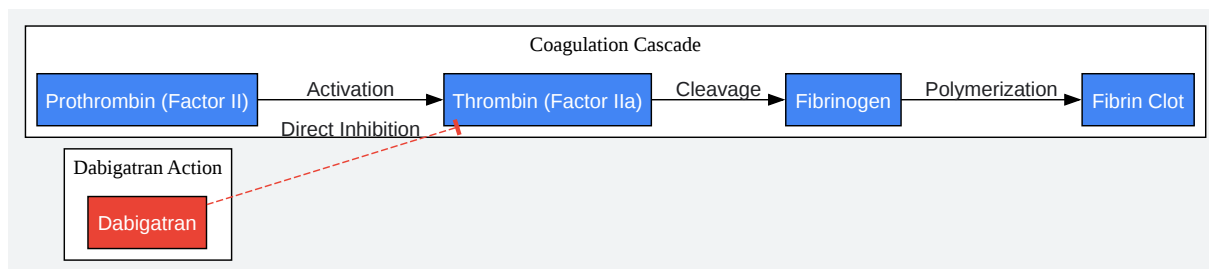 Coagulation Cascade
Prothrombin (Factor II)
Activation
Thrombin (Factor IIa)
Cleavage
Fibrinogen
Polymerization
Fibrin Clot
Direct Inhibition
Dabigatran Action
Dabigatran